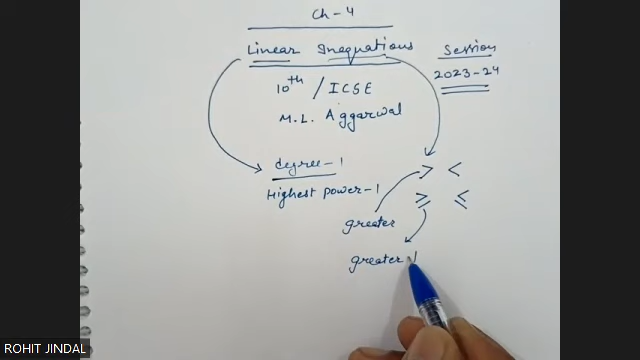 Ch-4
Linear Inequations
Session
2023-24
10th / ICSE
M.L. Aggarwal
degree-1
> <
Highest power-1
≥ ≤
greater
greater
ROHIT JINDAL